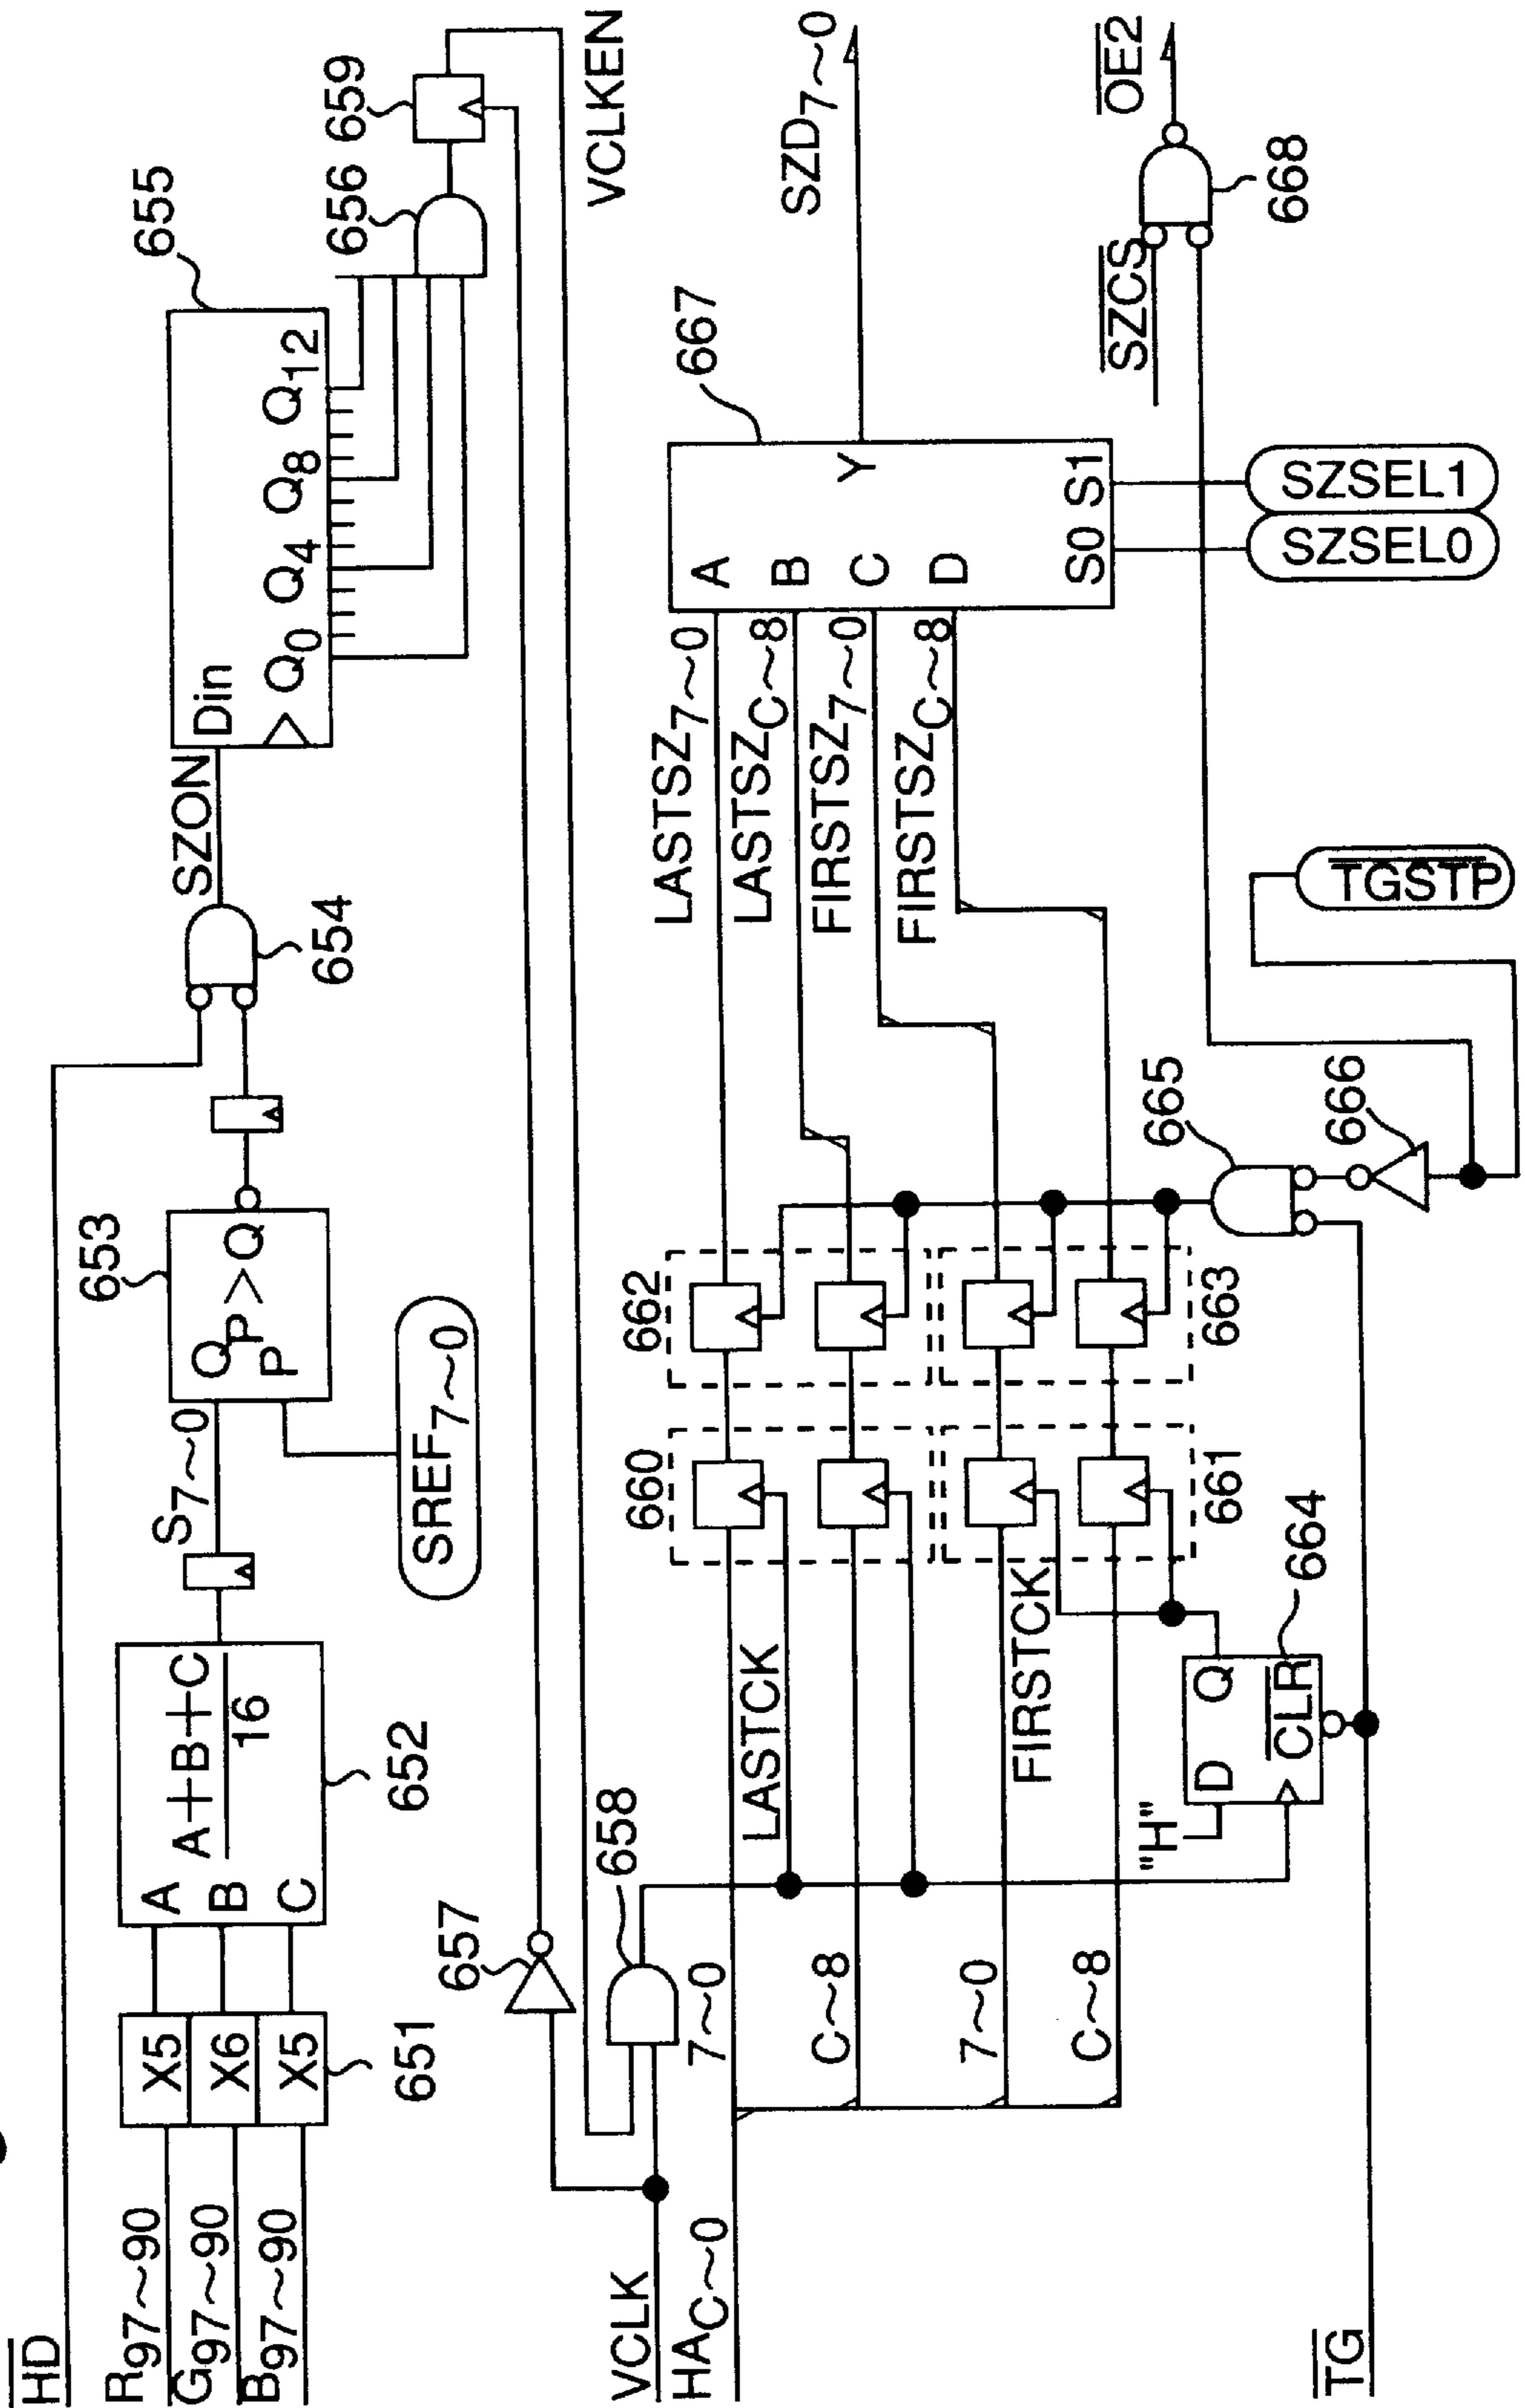 HD
R97~90
G97~90
B97~90
X5
X6
X5
651
A
B
C
A+B+C
16
652
S7~0
SREF7~0
Q
P
P>Q
653
654
SZON
Din
Q0
Q4
Q8
Q12
655
656
659
VCLKEN
VCLK
657
658
HAC~0
7~0
C~8
7~0
C~8
LASTCK
FIRSTCK
"H"
D
Q
CLR
664
660
661
662
663
665
666
TGSTP
TG
LASTSZ7~0
LASTSZC~8
FIRSTSZ7~0
FIRSTSZC~8
A
B
C
D
Y
S0
S1
667
SZSEL0
SZSEL1
SZD7~0
SZCS
668
OE2